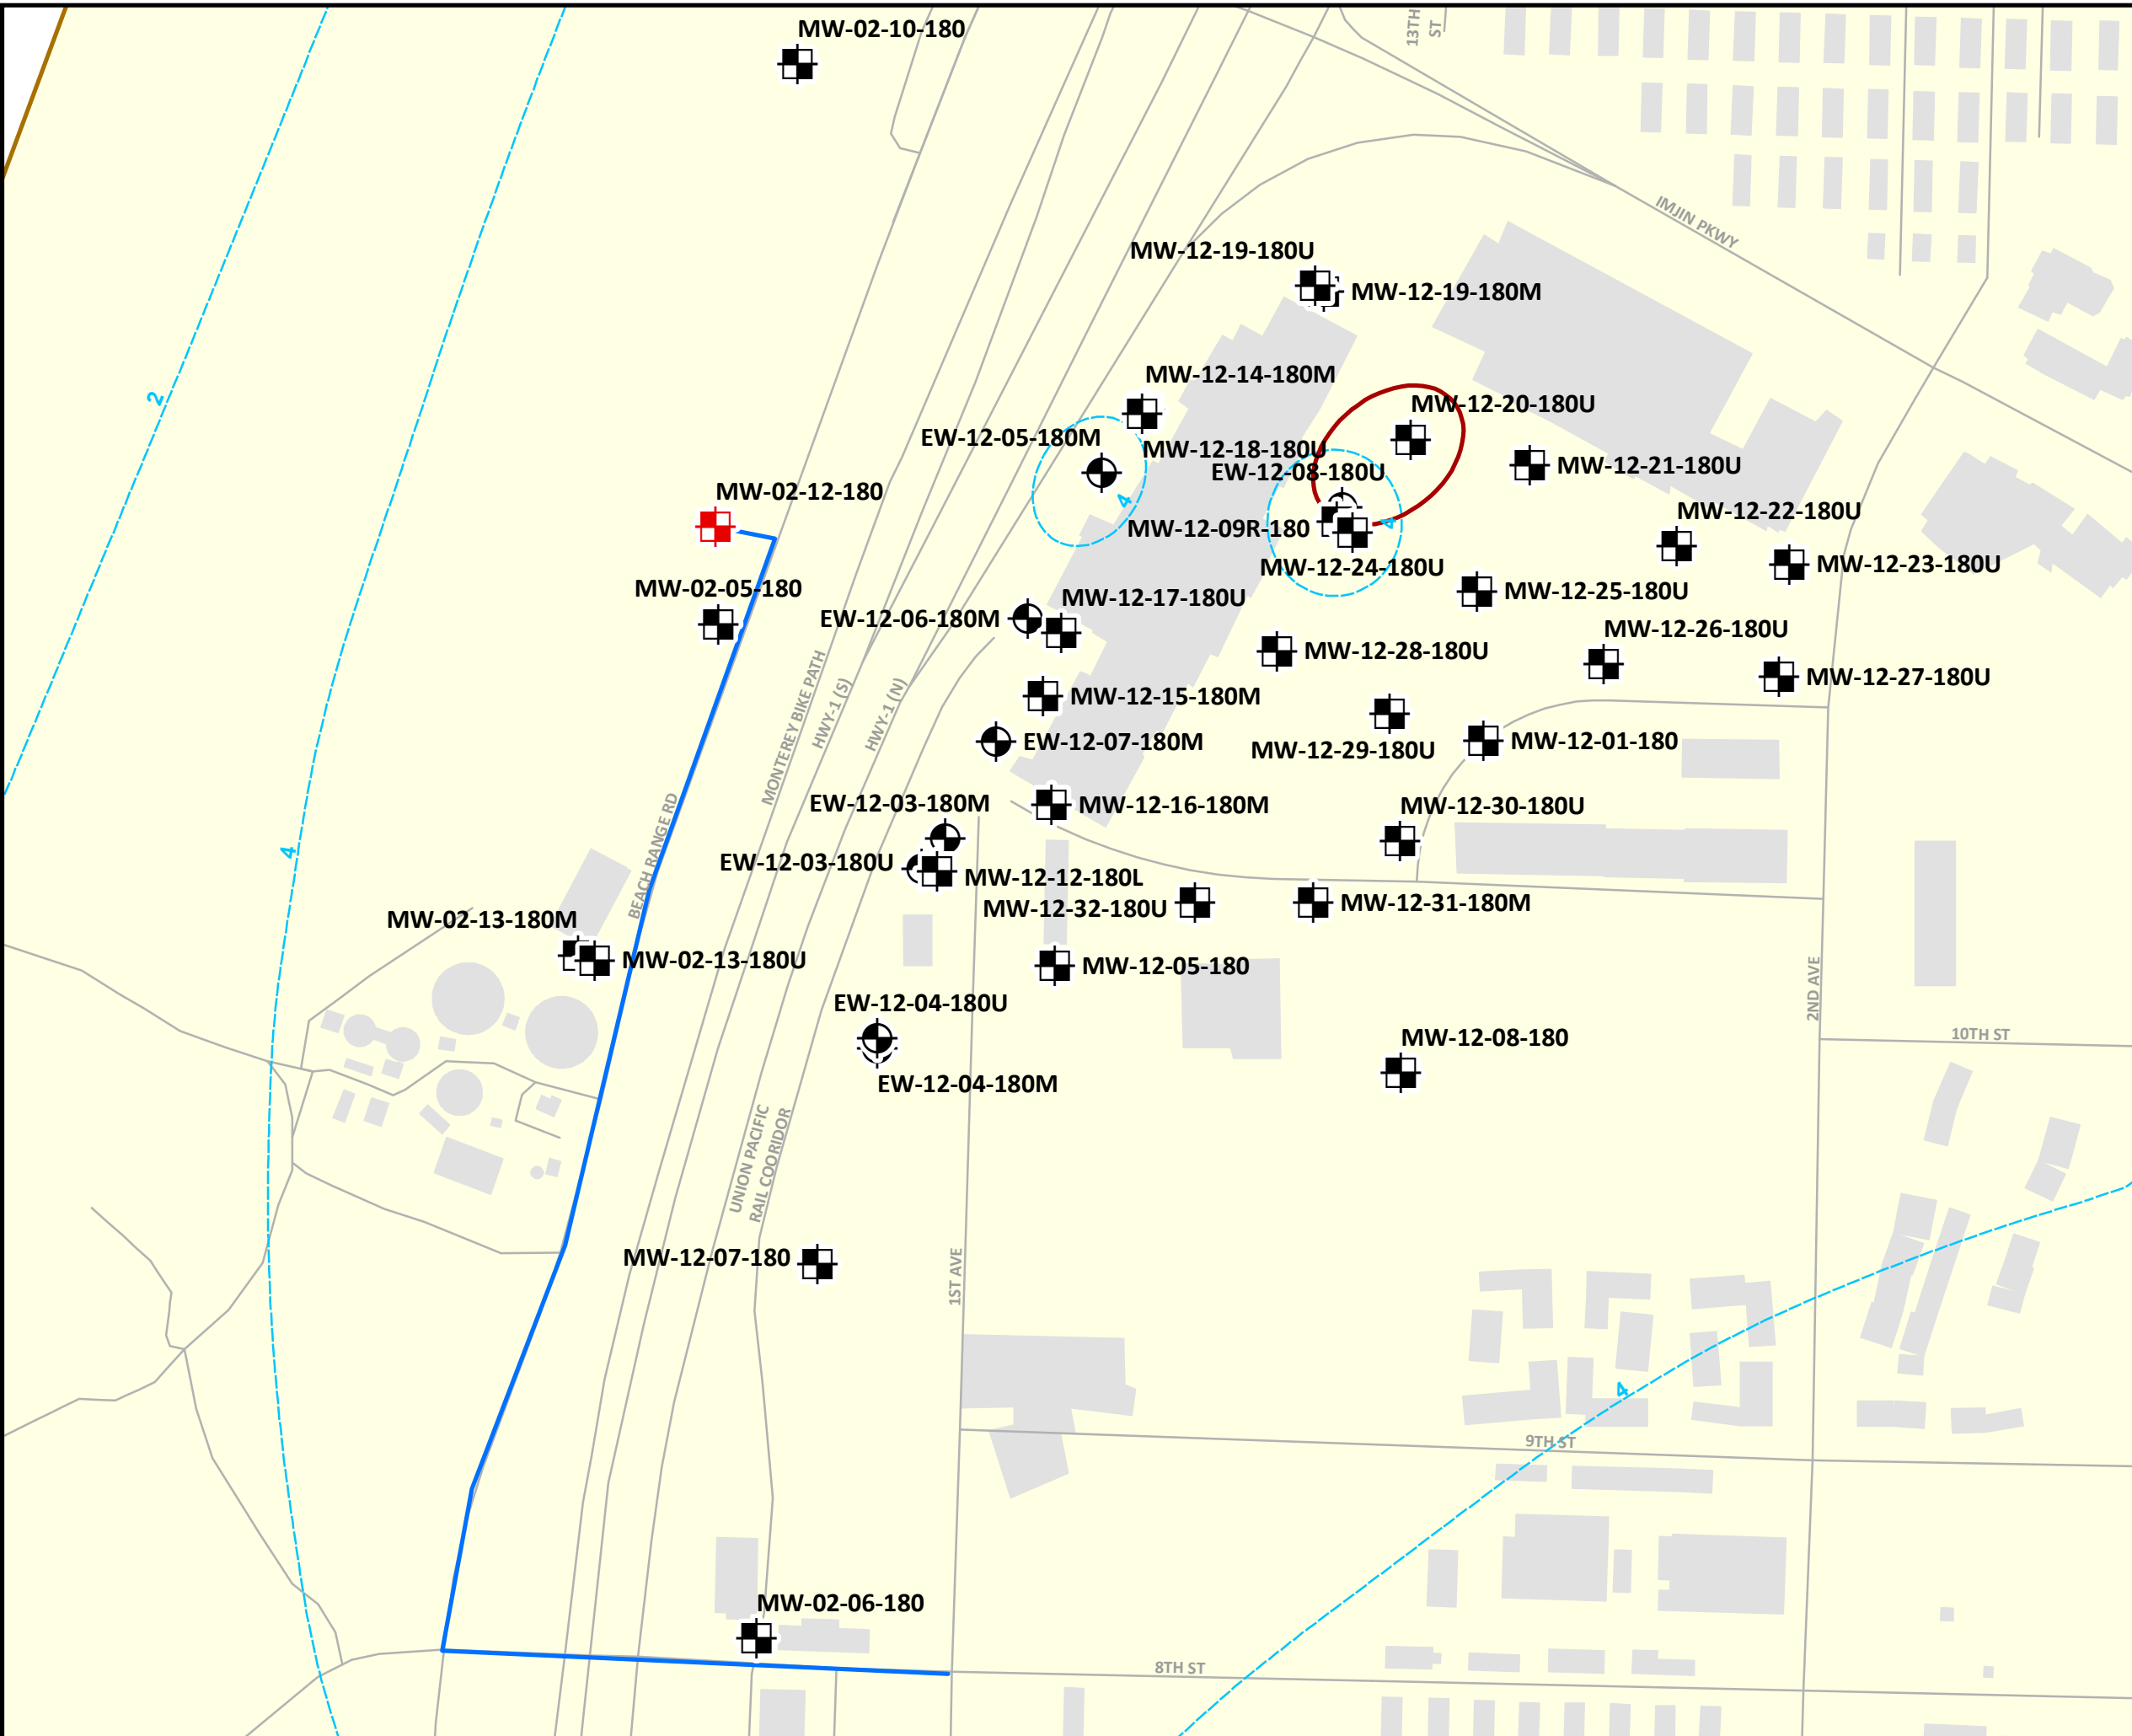 MW-02-10-180
13TH
ST
IMJIN PKWY
MW-12-19-180U
MW-12-19-180M
MW-12-14-180M
2
MW-12-20-180U
EW-12-05-180M
MW-12-18-180U
MW-12-21-180U
EW-12-08-180U
MW-02-12-180
4
MW-12-22-180U
4
MW-12-09R-180
MW-12-24-180U
MW-12-23-180U
MW-02-05-180
MW-12-17-180U
MW-12-25-180U
EW-12-06-180M
MW-12-26-180U
MW-12-28-180U
MW-12-27-180U
MW-12-15-180M
MONTEREY BIKE PATH
HWY-1 (S)
HWY-1 (N)
EW-12-07-180M
MW-12-29-180U
MW-12-01-180
EW-12-03-180M
MW-12-16-180M
MW-12-30-180U
4
BEACH RANGE RD
EW-12-03-180U
MW-12-12-180L
MW-12-32-180U
MW-12-31-180M
MW-02-13-180M
MW-02-13-180U
MW-12-05-180
2ND AVE
EW-12-04-180U
MW-12-08-180
10TH ST
EW-12-04-180M
UNION PACIFIC
RAIL COORIDOR
MW-12-07-180
1ST AVE
4
9TH ST
MW-02-06-180
8TH ST